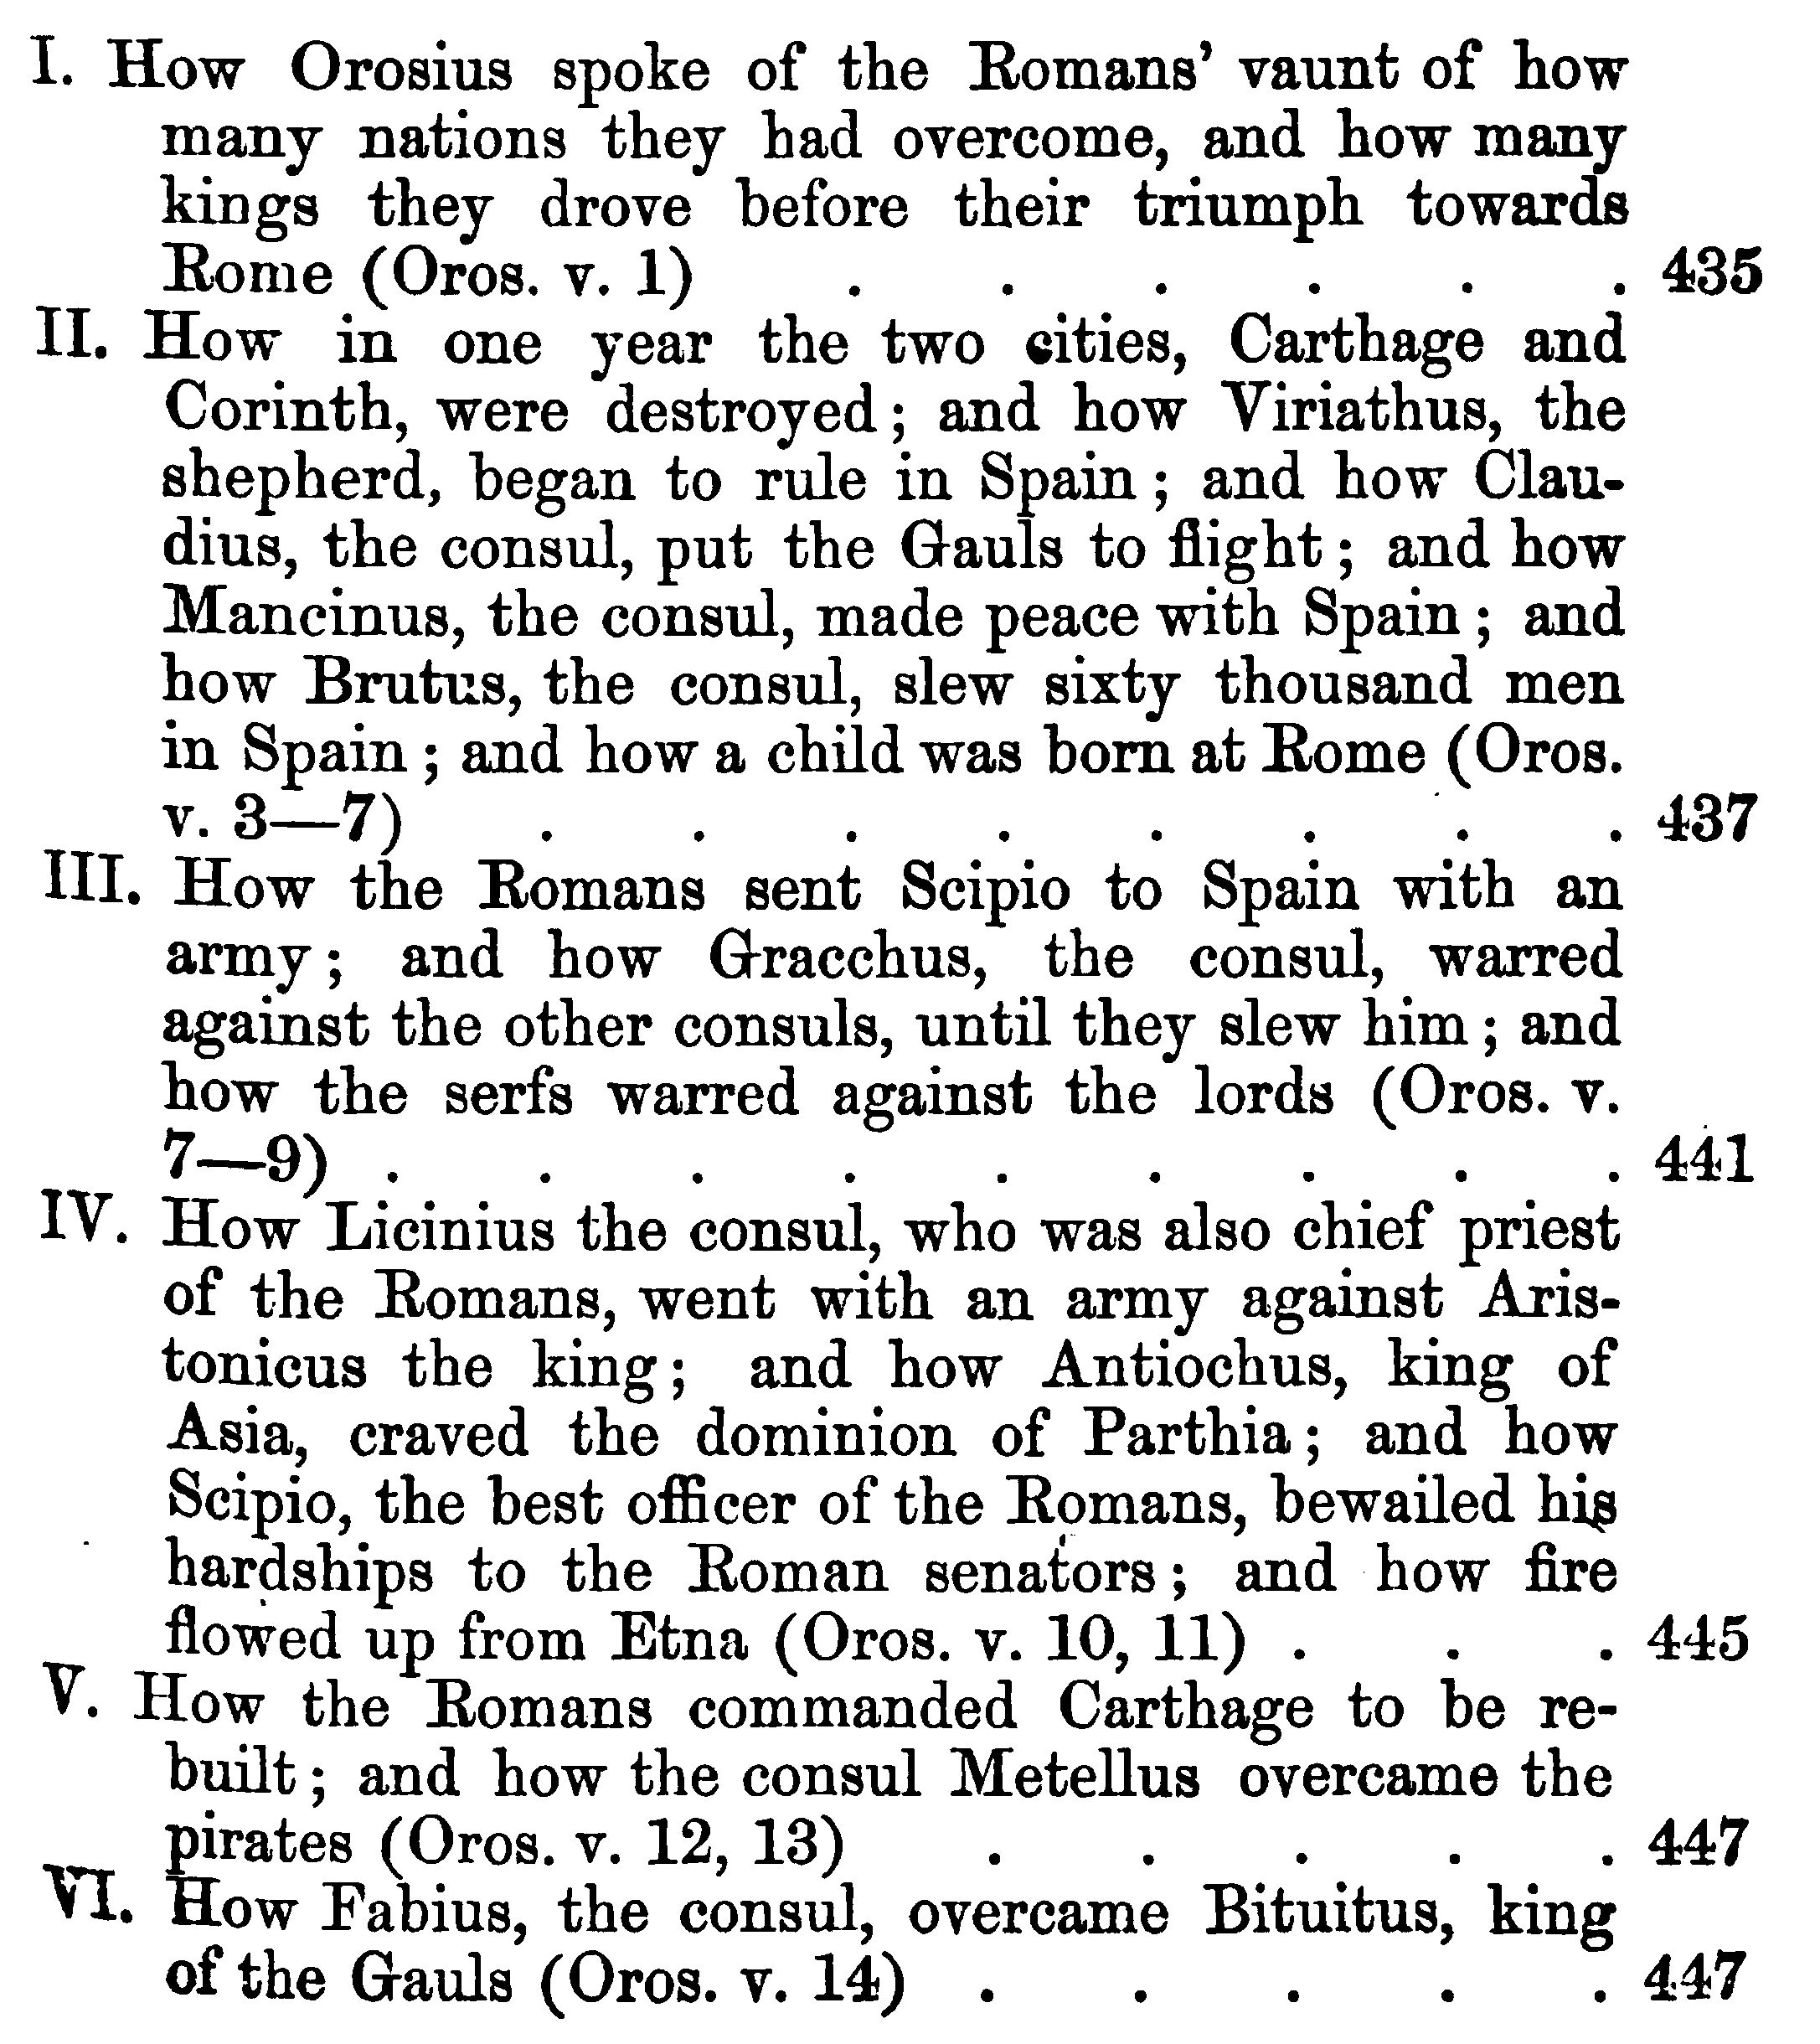 I. How Orosius spoke of the Romans' vaunt of how
many nations they had overcome, and how many
kings they drove before their triumph towards
Rome (Oros. v. 1) . . . . . . 435
II. How in one year the two cities, Carthage and
Corinth, were destroyed; and how Viriathus, the
shepherd, began to rule in Spain; and how Clau-
dius, the consul, put the Gauls to flight; and how
Mancinus, the consul, made peace with Spain; and
how Brutus, the consul, slew sixty thousand men
in Spain; and how a child was born at Rome (Oros.
v. 3—7) . . . . . . . . 437
III. How the Romans sent Scipio to Spain with an
army; and how Gracchus, the consul, warred
against the other consuls, until they slew him; and
how the serfs warred against the lords (Oros. v.
7—9) . . . . . . . . . 441
IV. How Licinius the consul, who was also chief priest
of the Romans, went with an army against Aris-
tonicus the king; and how Antiochus, king of
Asia, craved the dominion of Parthia; and how
Scipio, the best officer of the Romans, bewailed his
hardships to the Roman senators; and how fire
flowed up from Etna (Oros. v. 10, 11) . . . 445
V. How the Romans commanded Carthage to be re-
built; and how the consul Metellus overcame the
pirates (Oros. v. 12, 13) . . . . . 447
VI. How Fabius, the consul, overcame Bituitus, king
of the Gauls (Oros. v. 14) . . . . . 447